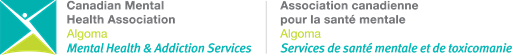 Canadian Mental
Health Association
Algoma
Mental Health & Addiction Services
Association canadienne
pour la santé mentale
Algoma
Services de santé mentale et de toxicomanie